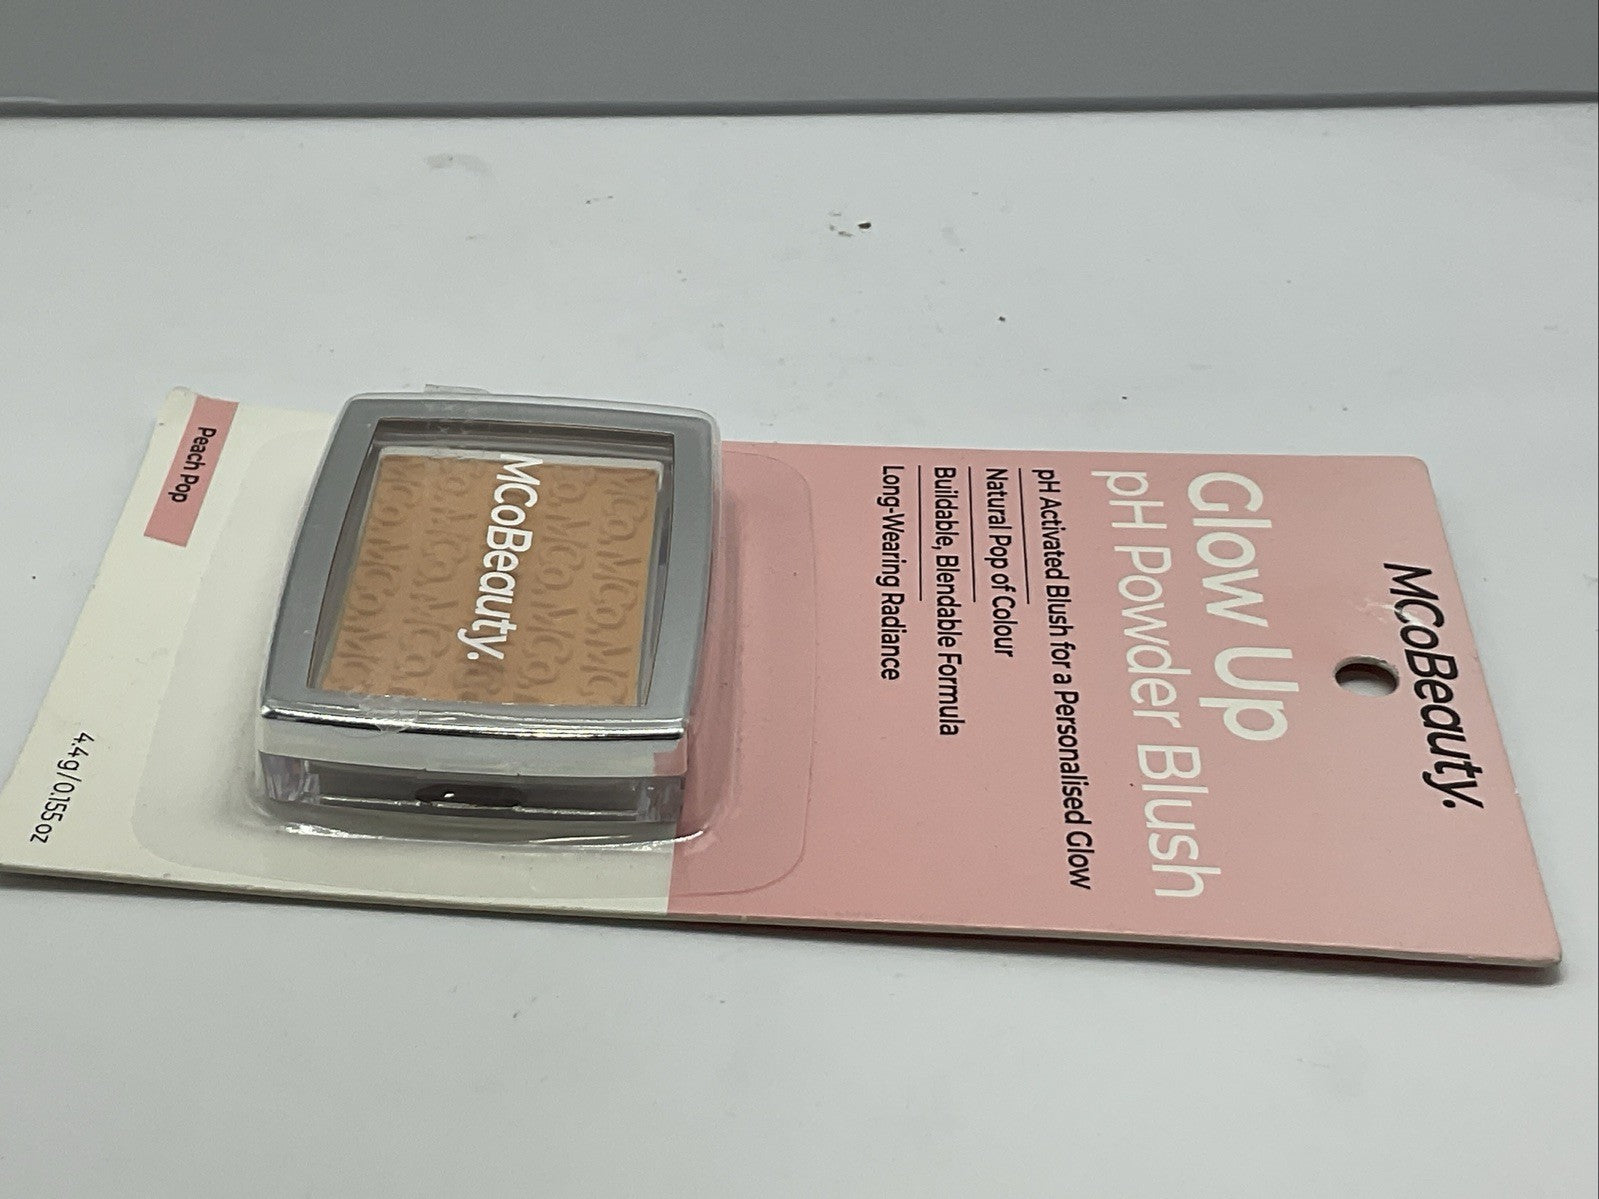 MCoBeauty.
Glow Up
pH Powder Blush
pH Activated Blush for a Personalised Glow
Natural Pop of Colour
Buildable, Blendable Formula
Long-Wearing Radiance
MCoBeauty.
Peach Pop
4.4g/0.155oz